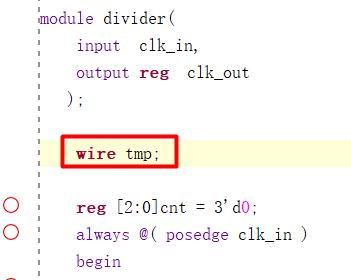 module divider(
input clk_in,
output reg clk_out
);
wire tmp;
reg [2:0]cnt = 3'd0;
always @( posedge clk_in )
begin